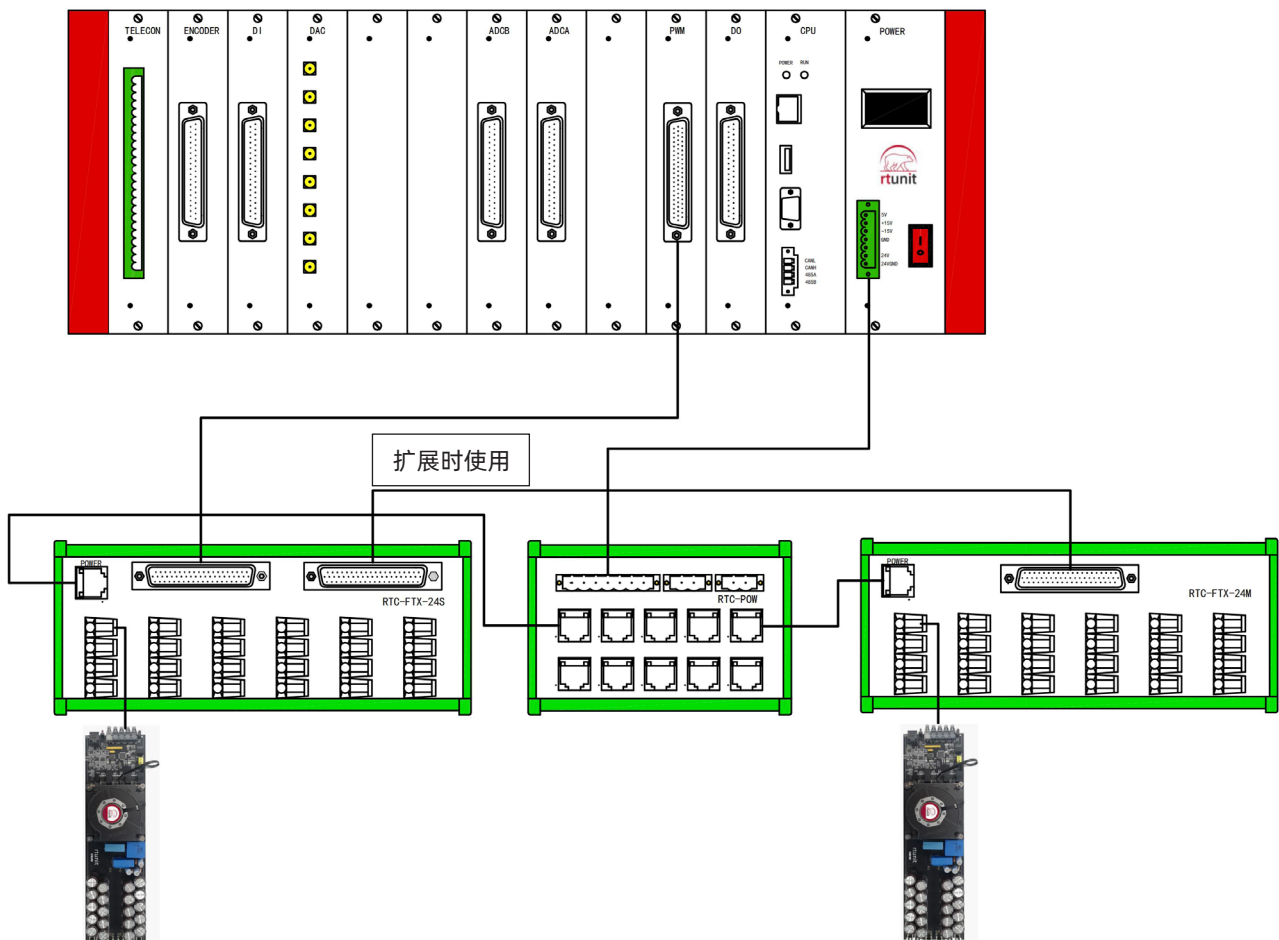 TELECON
ENCODER
DI
DAC
ADCB
ADCA
PWM
DO
CPU
POWER
POWER RUN
rtunit
5V
+15V
-15V
GND
24V
24VGND
CANL
CANH
485A
485B
扩展时使用
POWER
RTC-FTX-24S
RTC-POW
POWER
RTC-FTX-24M